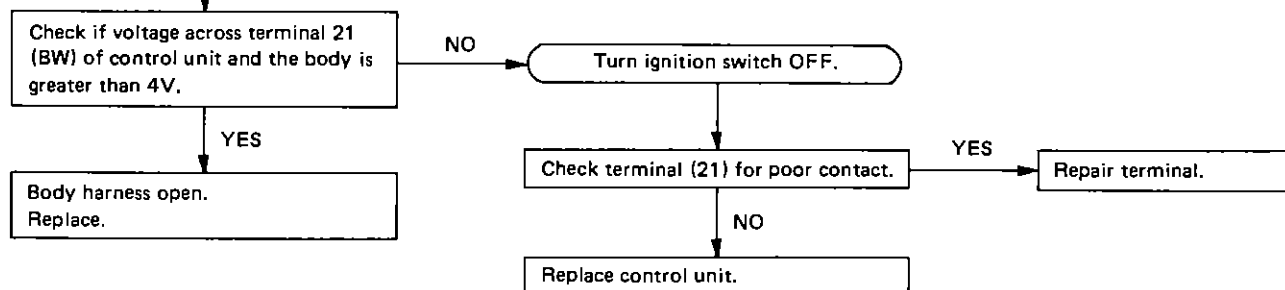 Check if voltage across terminal 21
(BW) of control unit and the body is
greater than 4V.
NO
Turn ignition switch OFF.
YES
Check terminal (21) for poor contact.
YES
Repair terminal.
Body harness open.
Replace.
NO
Replace control unit.